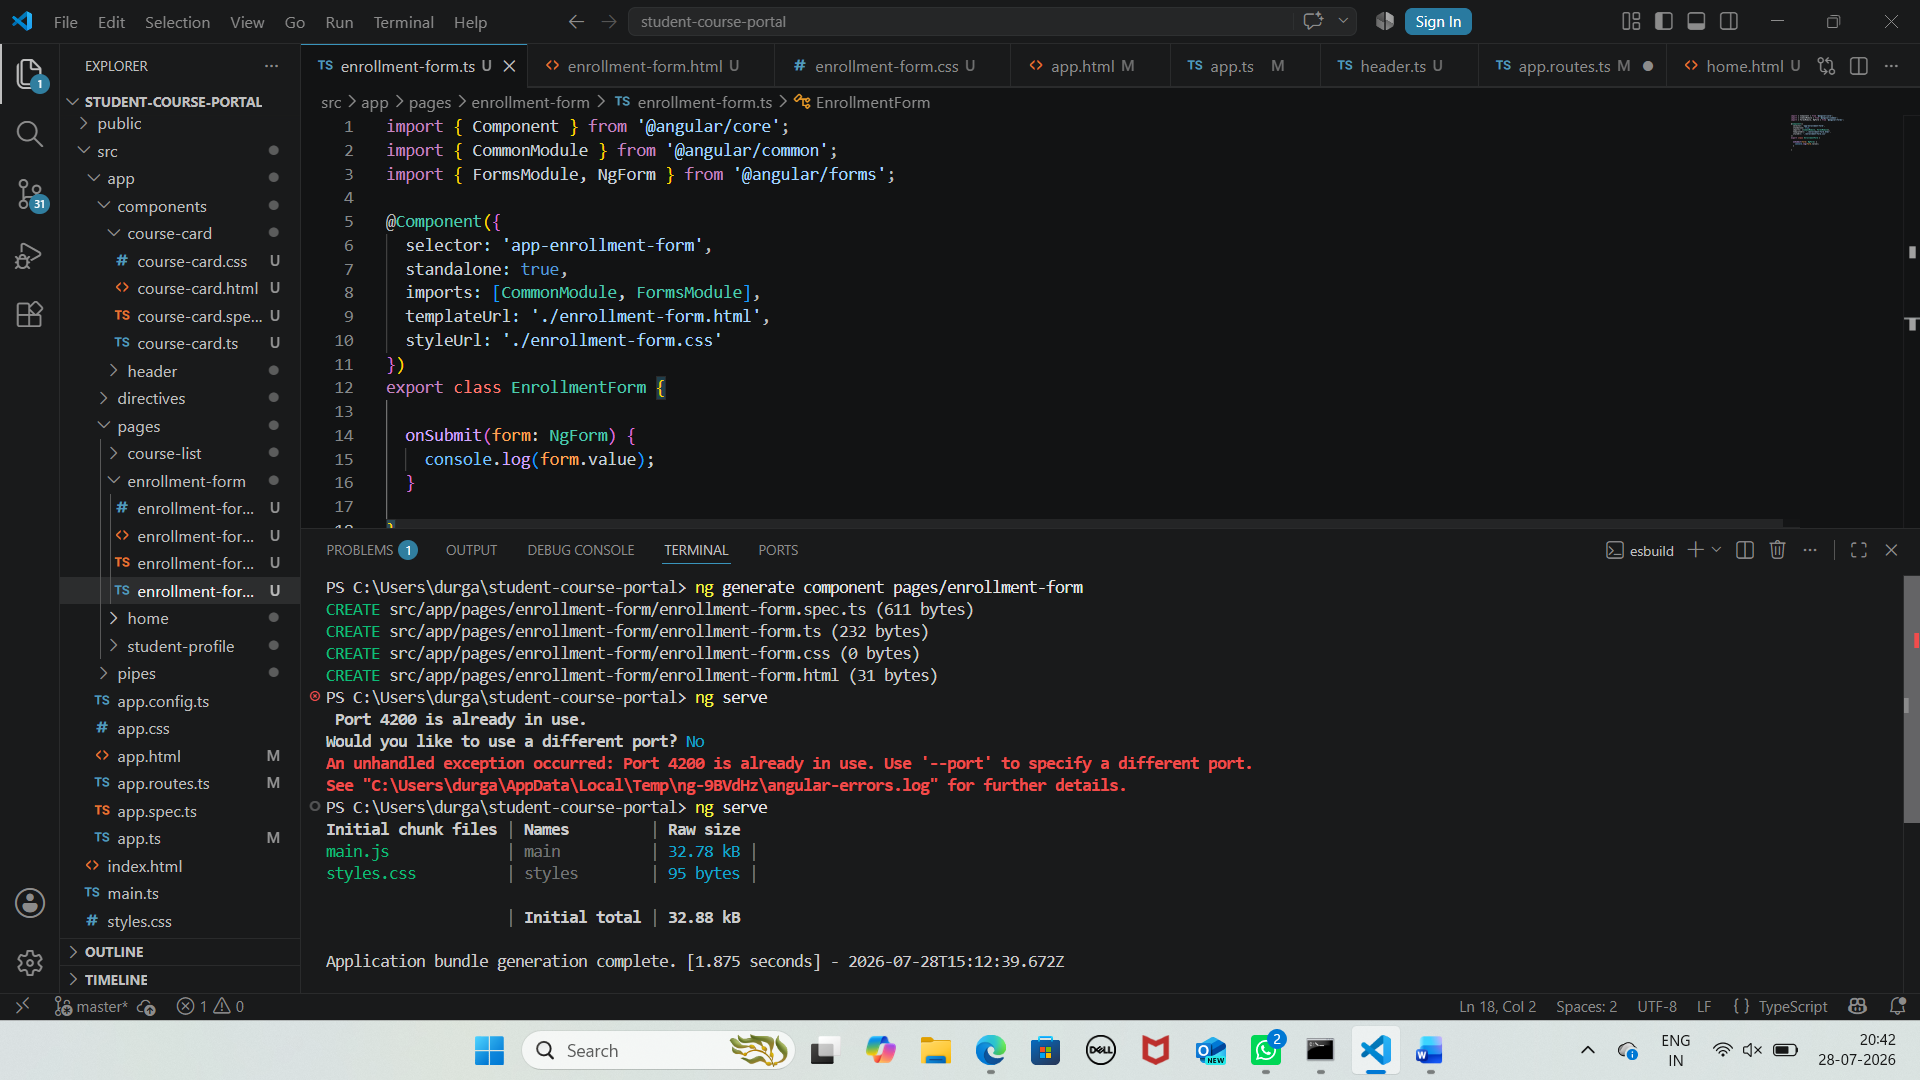 File Edit Selection View Go Run Terminal Help
student-course-portal
Sign In
EXPLORER
STUDENT-COURSE-PORTAL
public
src
app
components
course-card
course-card.css U
course-card.html U
course-card.spe... U
course-card.ts U
header
directives
pages
course-list
enrollment-form
enrollment-for... U
enrollment-for... U
enrollment-for... U
enrollment-for... U
home
student-profile
pipes
app.config.ts
app.css
app.html M
app.routes.ts M
app.spec.ts
app.ts M
index.html
main.ts
styles.css
OUTLINE
TIMELINE
1
31
TS enrollment-form.ts U
enrollment-form.html U
# enrollment-form.css U
app.html M
TS app.ts M
TS header.ts U
TS app.routes.ts M
home.html U
src > app > pages > enrollment-form > TS enrollment-form.ts > EnrollmentForm
1 import { Component } from '@angular/core';
2 import { CommonModule } from '@angular/common';
3 import { FormsModule, NgForm } from '@angular/forms';
4
5 @Component({
6 selector: 'app-enrollment-form',
7 standalone: true,
8 imports: [CommonModule, FormsModule],
9 templateUrl: './enrollment-form.html',
10 styleUrl: './enrollment-form.css'
11 })
12 export class EnrollmentForm {
13
14 onSubmit(form: NgForm) {
15 console.log(form.value);
16 }
17
18 }
PROBLEMS 1 OUTPUT DEBUG CONSOLE TERMINAL PORTS
esbuild
PS C:\Users\durga\student-course-portal> ng generate component pages/enrollment-form
CREATE src/app/pages/enrollment-form/enrollment-form.spec.ts (611 bytes)
CREATE src/app/pages/enrollment-form/enrollment-form.ts (232 bytes)
CREATE src/app/pages/enrollment-form/enrollment-form.css (0 bytes)
CREATE src/app/pages/enrollment-form/enrollment-form.html (31 bytes)
PS C:\Users\durga\student-course-portal> ng serve
Port 4200 is already in use.
Would you like to use a different port? No
An unhandled exception occurred: Port 4200 is already in use. Use '--port' to specify a different port.
See "C:\Users\durga\AppData\Local\Temp\ng-9BVdHz\angular-errors.log" for further details.
PS C:\Users\durga\student-course-portal> ng serve
Initial chunk files | Names | Raw size
main.js | main | 32.78 kB |
styles.css | styles | 95 bytes |
| Initial total | 32.88 kB
Application bundle generation complete. [1.875 seconds] - 2026-07-28T15:12:39.672Z
master* 1 0
Ln 18, Col 2 Spaces: 2 UTF-8 LF { } TypeScript
Search
DELL
NEW
2
ENG
IN
20:42
28-07-2026